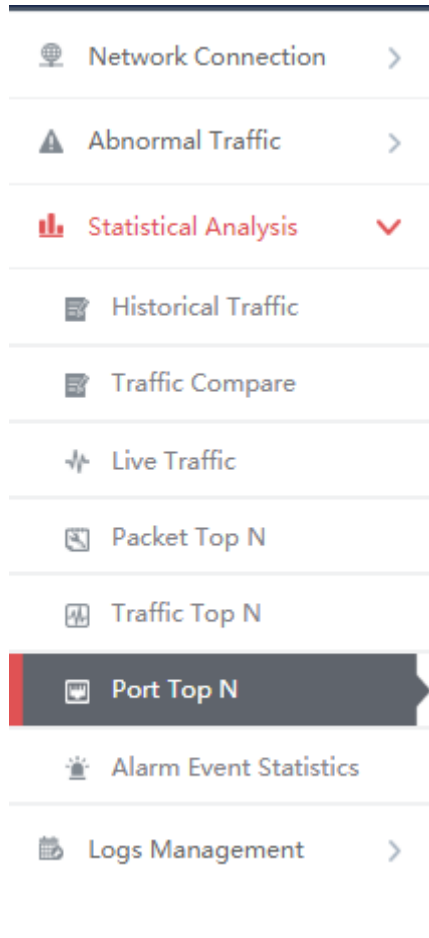 Network Connection
Abnormal Traffic
Statistical Analysis
Historical Traffic
Traffic Compare
Live Traffic
Packet Top N
Traffic Top N
Port Top N
Alarm Event Statistics
Logs Management